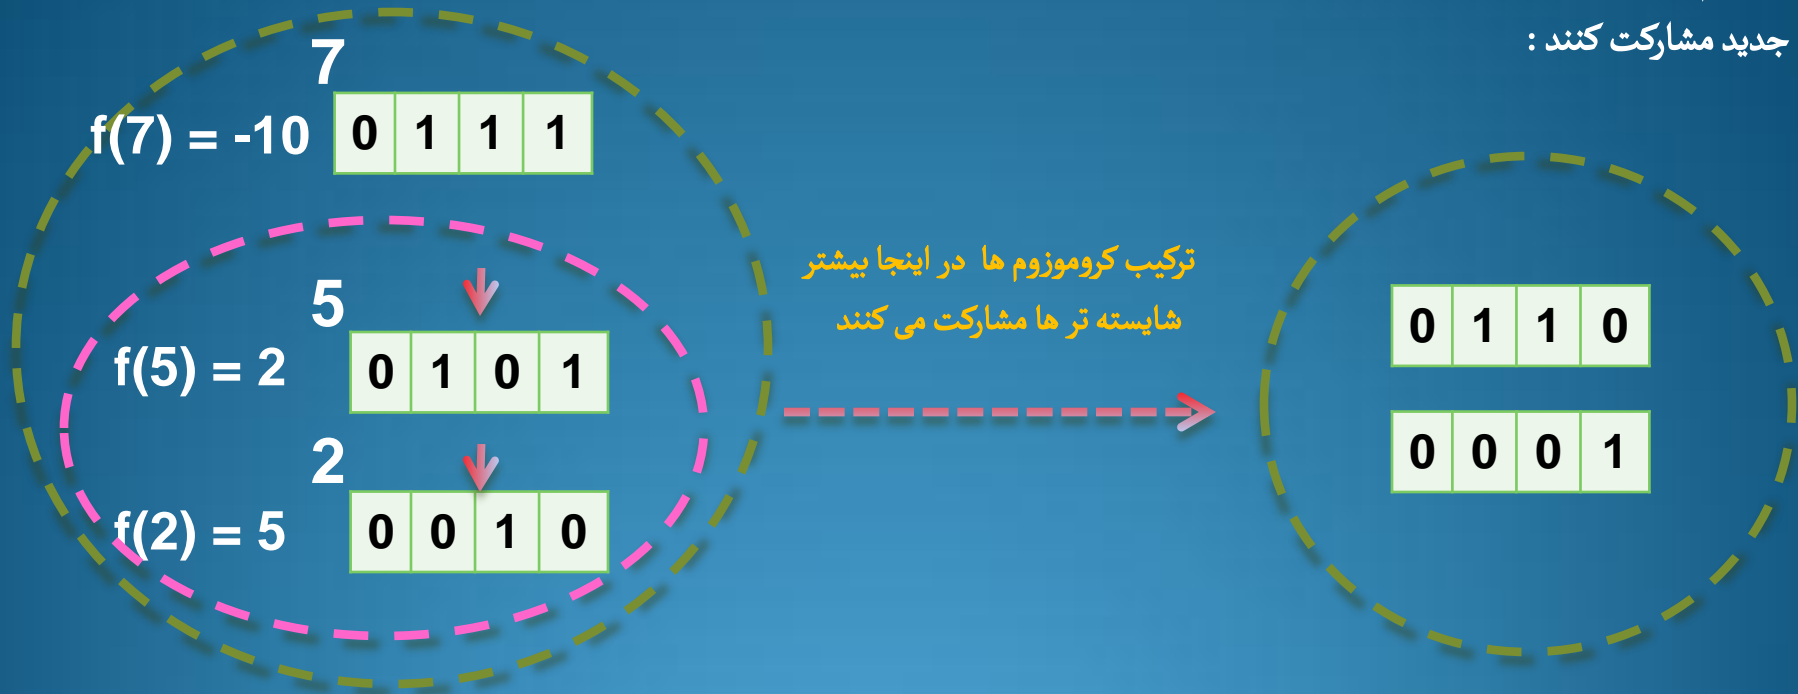 جدید مشارکت کنند :
7
f(7) = -10
0 1 1 1
5
f(5) = 2
0 1 0 1
2
f(2) = 5
0 0 1 0
ترکیب کروموزوم ها در اینجا بیشتر
شایسته تر ها مشارکت می کنند
0 1 1 0
0 0 0 1